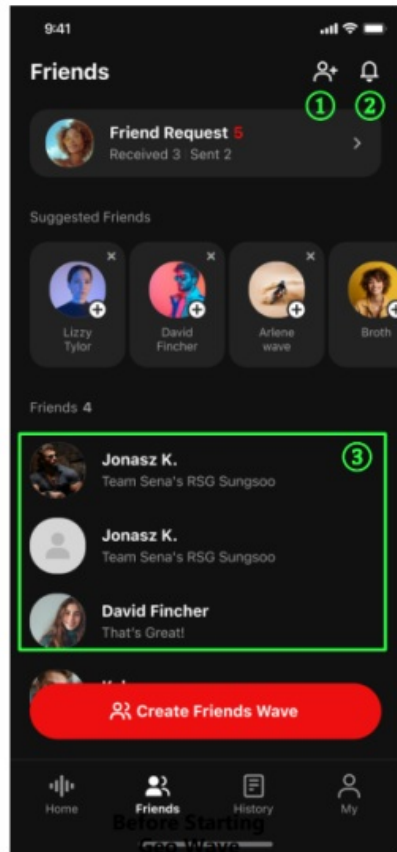 9:41
Friends
① ②
Friend Request 5
Received 3 Sent 2
Suggested Friends
Lizzy
Tylor
David
Fincher
Arlene
wave
Broth
Friends 4
③
Jonasz K.
Team Sena's RSG Sungsoo
Jonasz K.
Team Sena's RSG Sungsoo
David Fincher
That's Great!
Create Friends Wave
Home Friends History My
Before Starting
Geo Wave